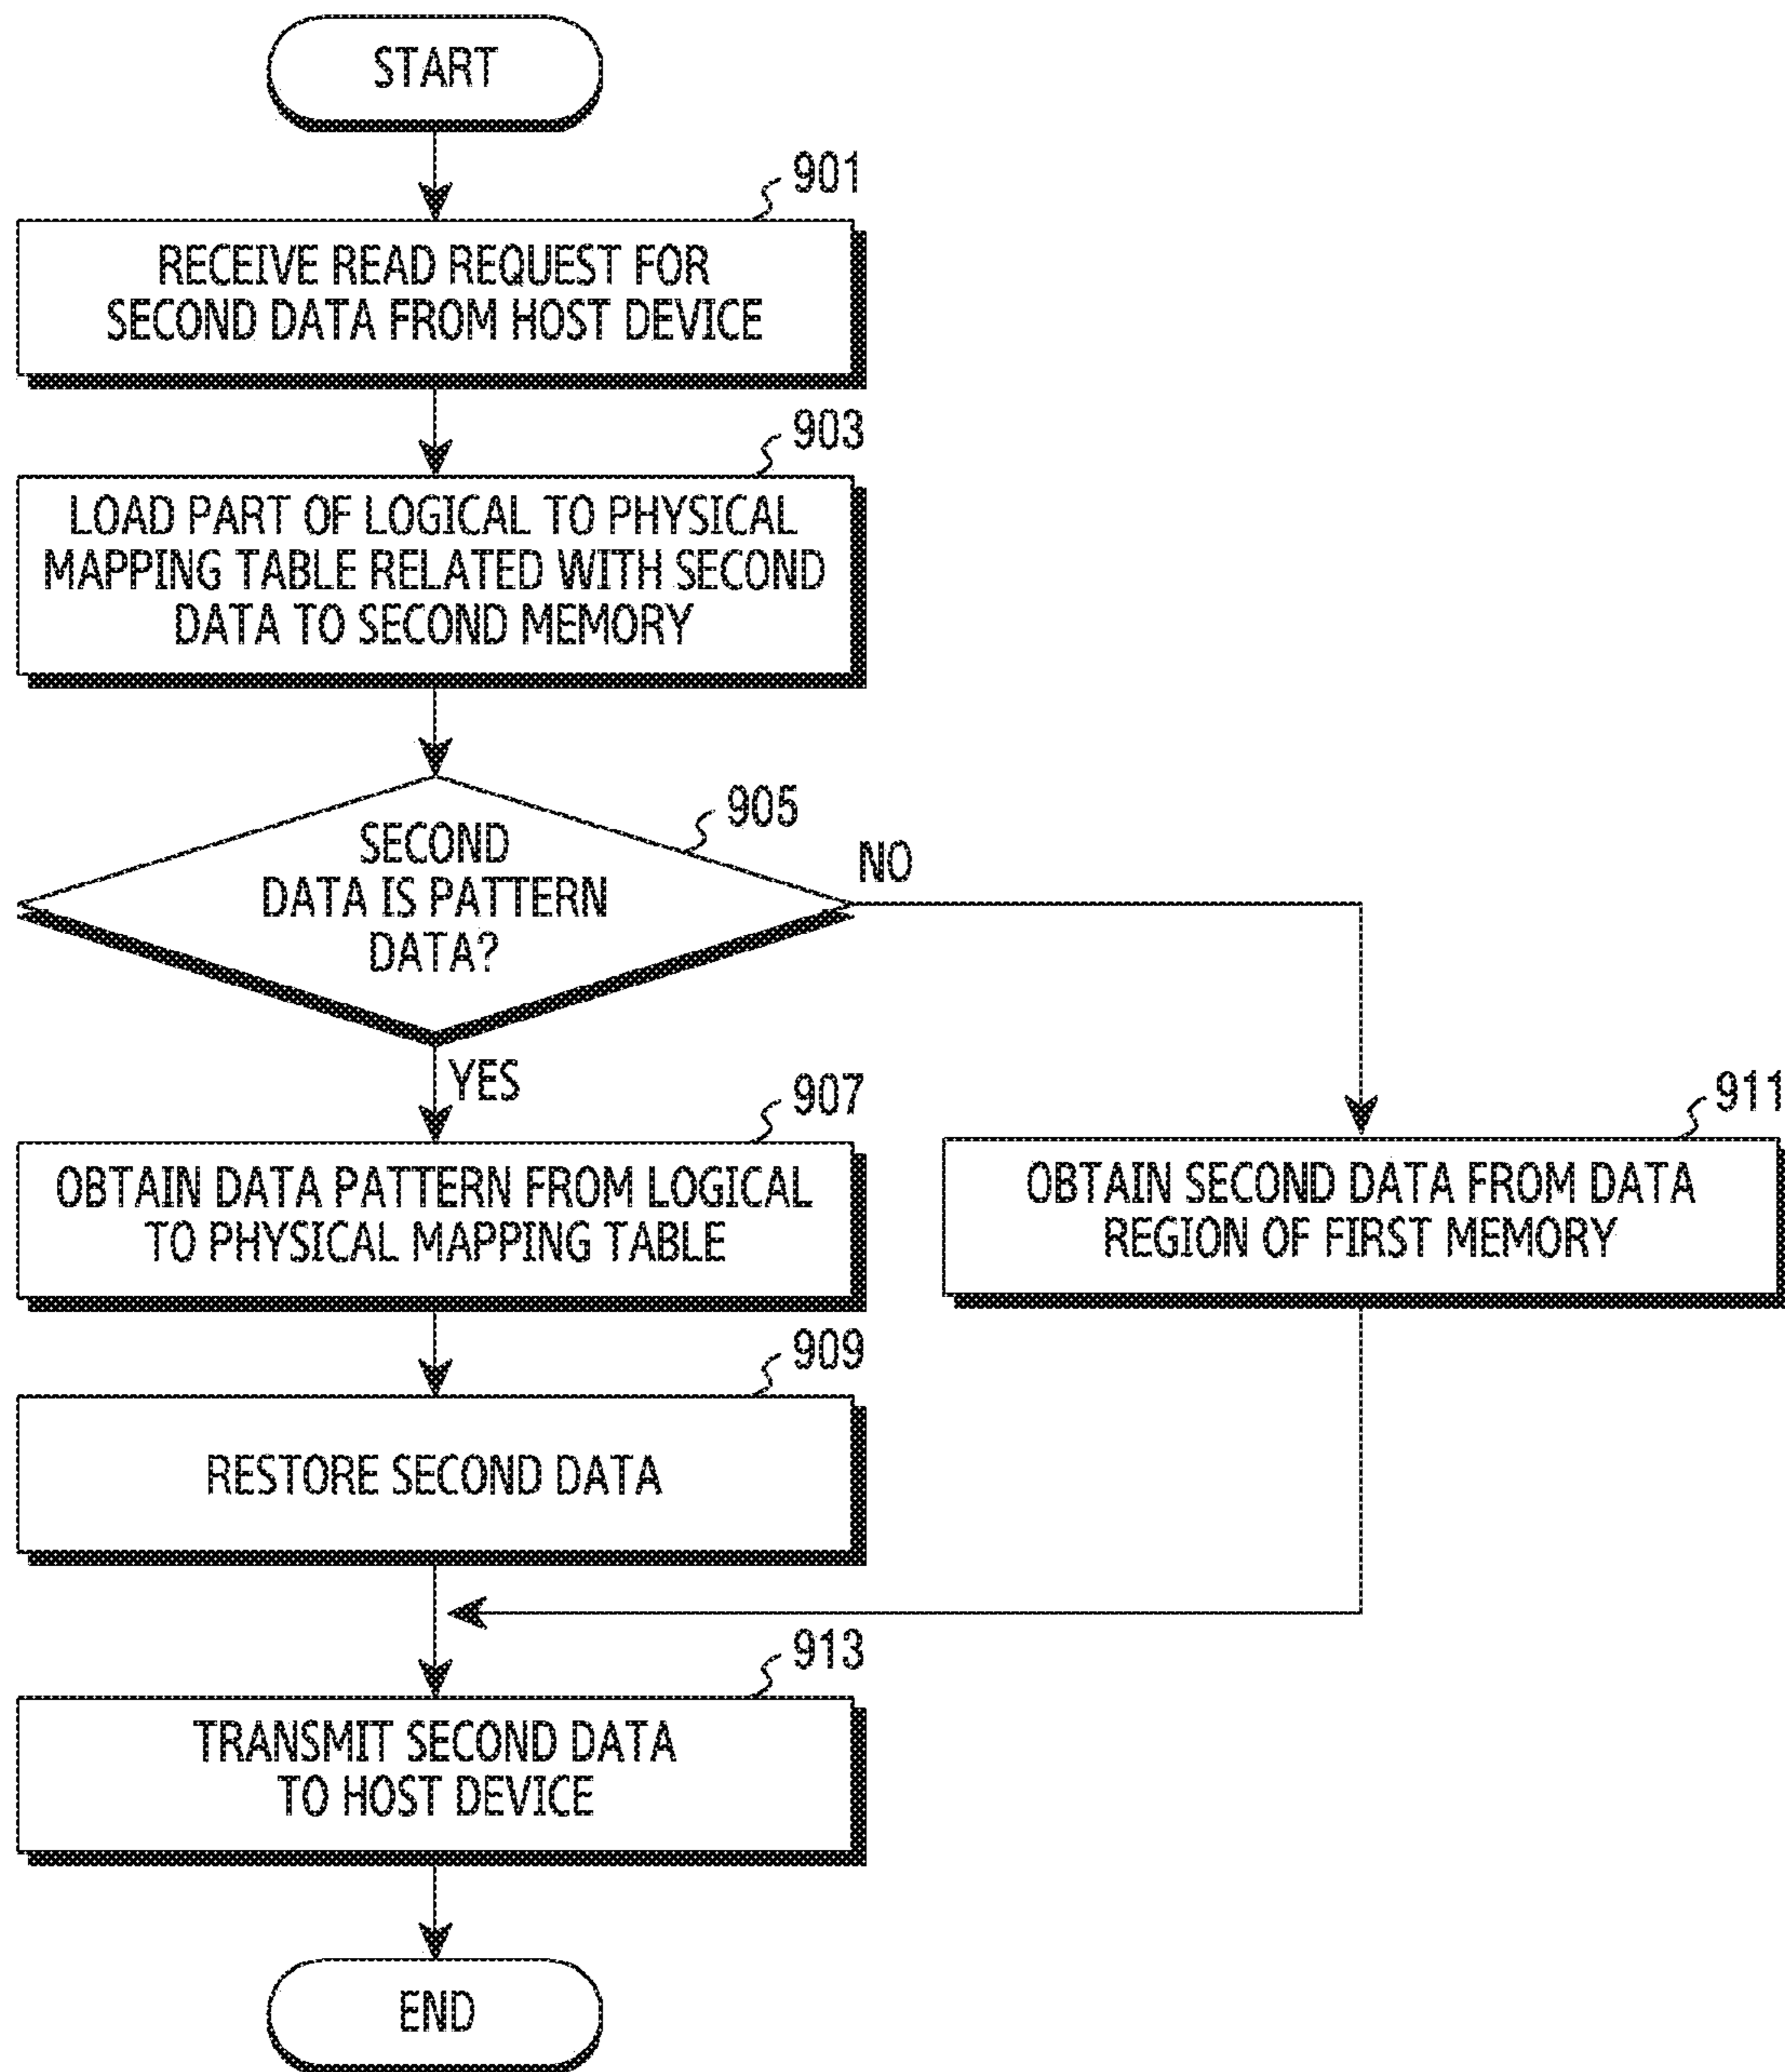 START
901
RECEIVE READ REQUEST FOR
SECOND DATA FROM HOST DEVICE
903
LOAD PART OF LOGICAL TO PHYSICAL
MAPPING TABLE RELATED WITH SECOND
DATA TO SECOND MEMORY
905
SECOND
DATA IS PATTERN
DATA?
NO
YES
907
OBTAIN DATA PATTERN FROM LOGICAL
TO PHYSICAL MAPPING TABLE
911
OBTAIN SECOND DATA FROM DATA
REGION OF FIRST MEMORY
909
RESTORE SECOND DATA
913
TRANSMIT SECOND DATA
TO HOST DEVICE
END